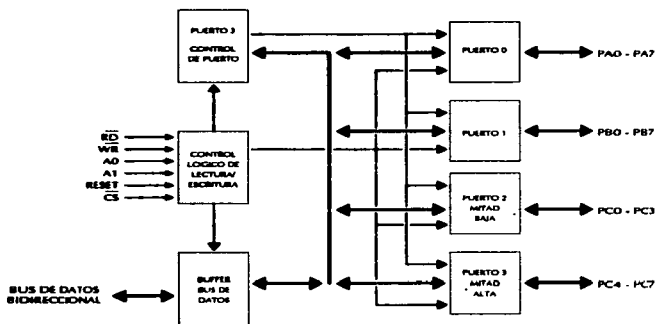 PUERTO 3
CONTROL
DE PUERTO
PUERTO 0
PA0 - PA7
PUERTO 1
PB0 - PB7
RD
WR
A0
A1
RESET
CS
CONTROL
LOGICO DE
LECTURA/
ESCRITURA
PUERTO 2
MITAD
BAJA
PC0 - PC3
BUS DE DATOS
BIDIRECCIONAL
BUFFER
BUS DE
DATOS
PUERTO 3
MITAD
ALTA
PC4 - PC7